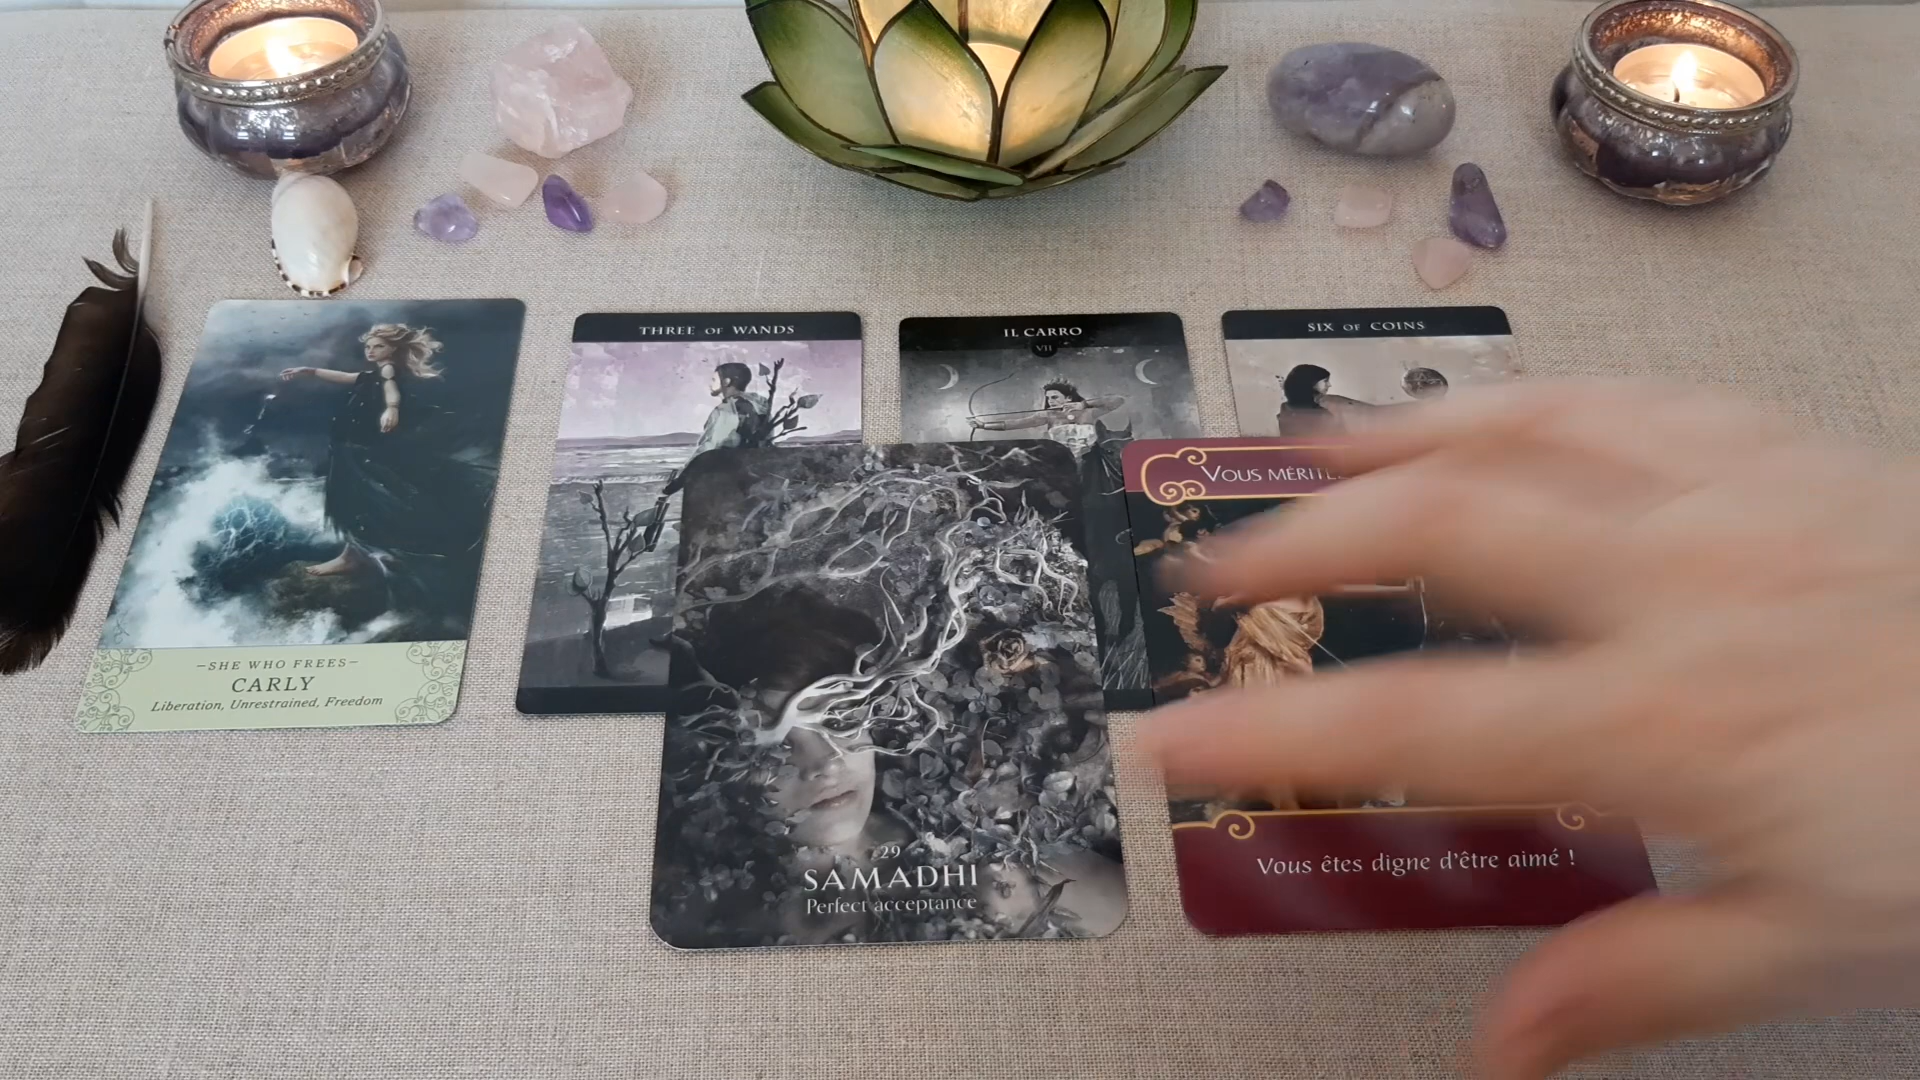 THREE OF WANDS
IL CARRO
VII
SIX OF COINS
VOUS
–SHE WHO FREES–
CARLY
Liberation, Unrestrained, Freedom
29
SAMADHI
Perfect acceptance
Vous êtes digne d'être aimé !